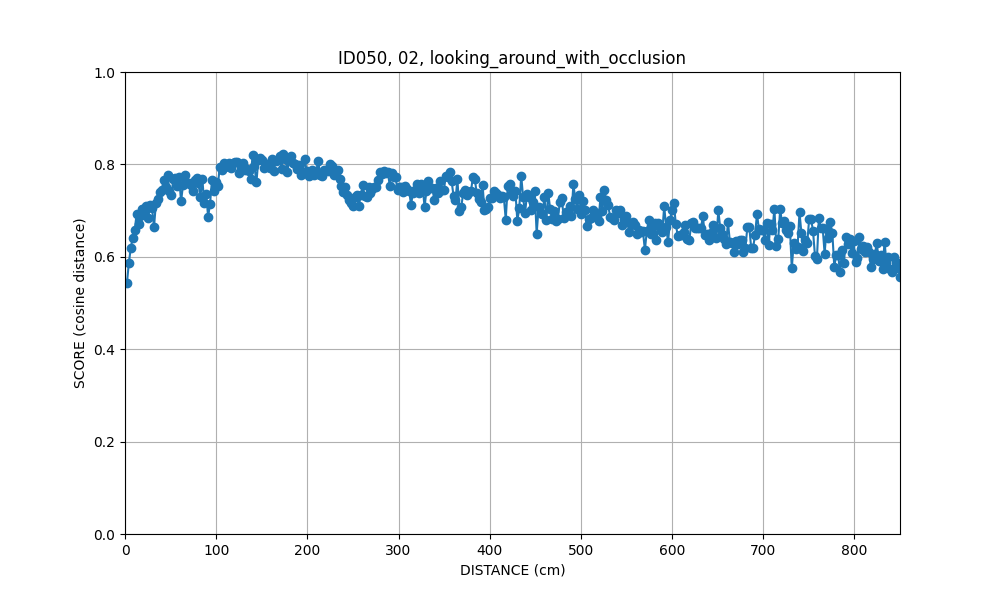 ID050, 02, looking_around_with_occlusion
1.0
0.8
0.6
0.4
0.2
0.0
SCORE (cosine distance)
0 100 200 300 400 500 600 700 800
DISTANCE (cm)